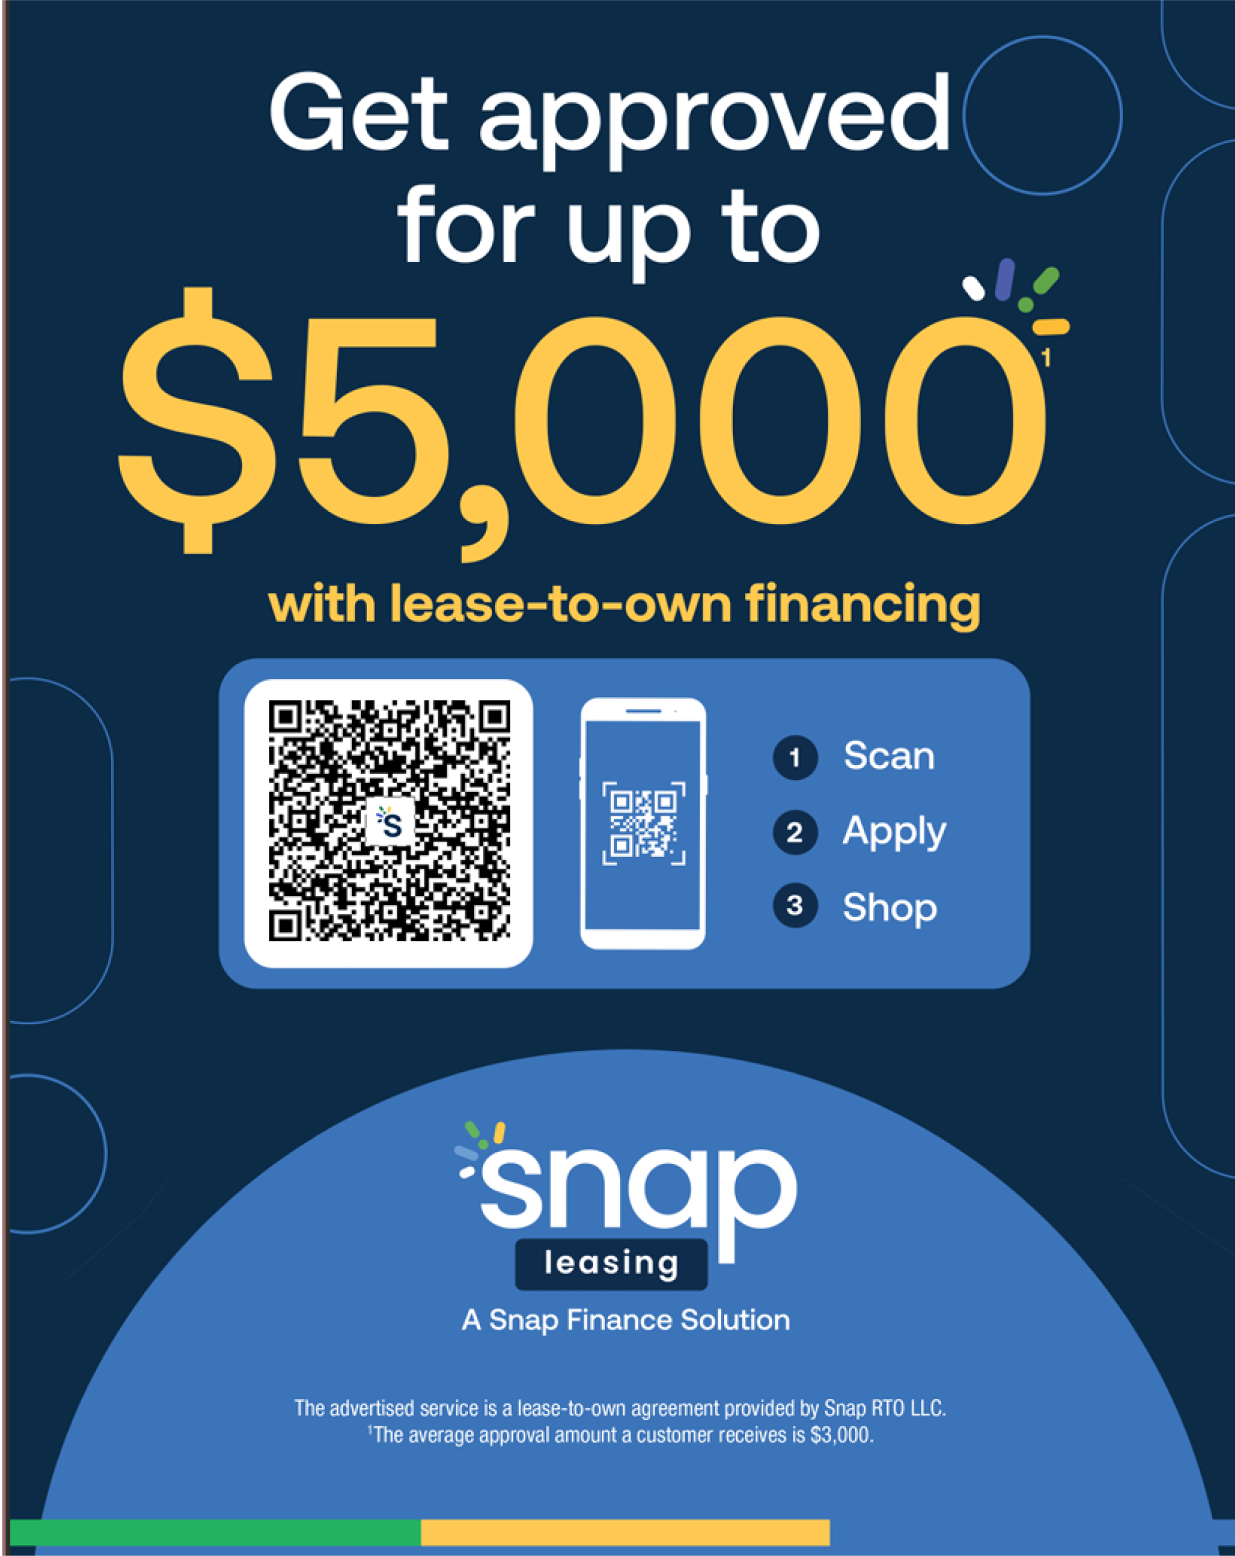 Get approved
for up to
$5,000¹
with lease-to-own financing
S
1 Scan
2 Apply
3 Shop
snap
leasing
A Snap Finance Solution
The advertised service is a lease-to-own agreement provided by Snap RTO LLC.
¹The average approval amount a customer receives is $3,000.